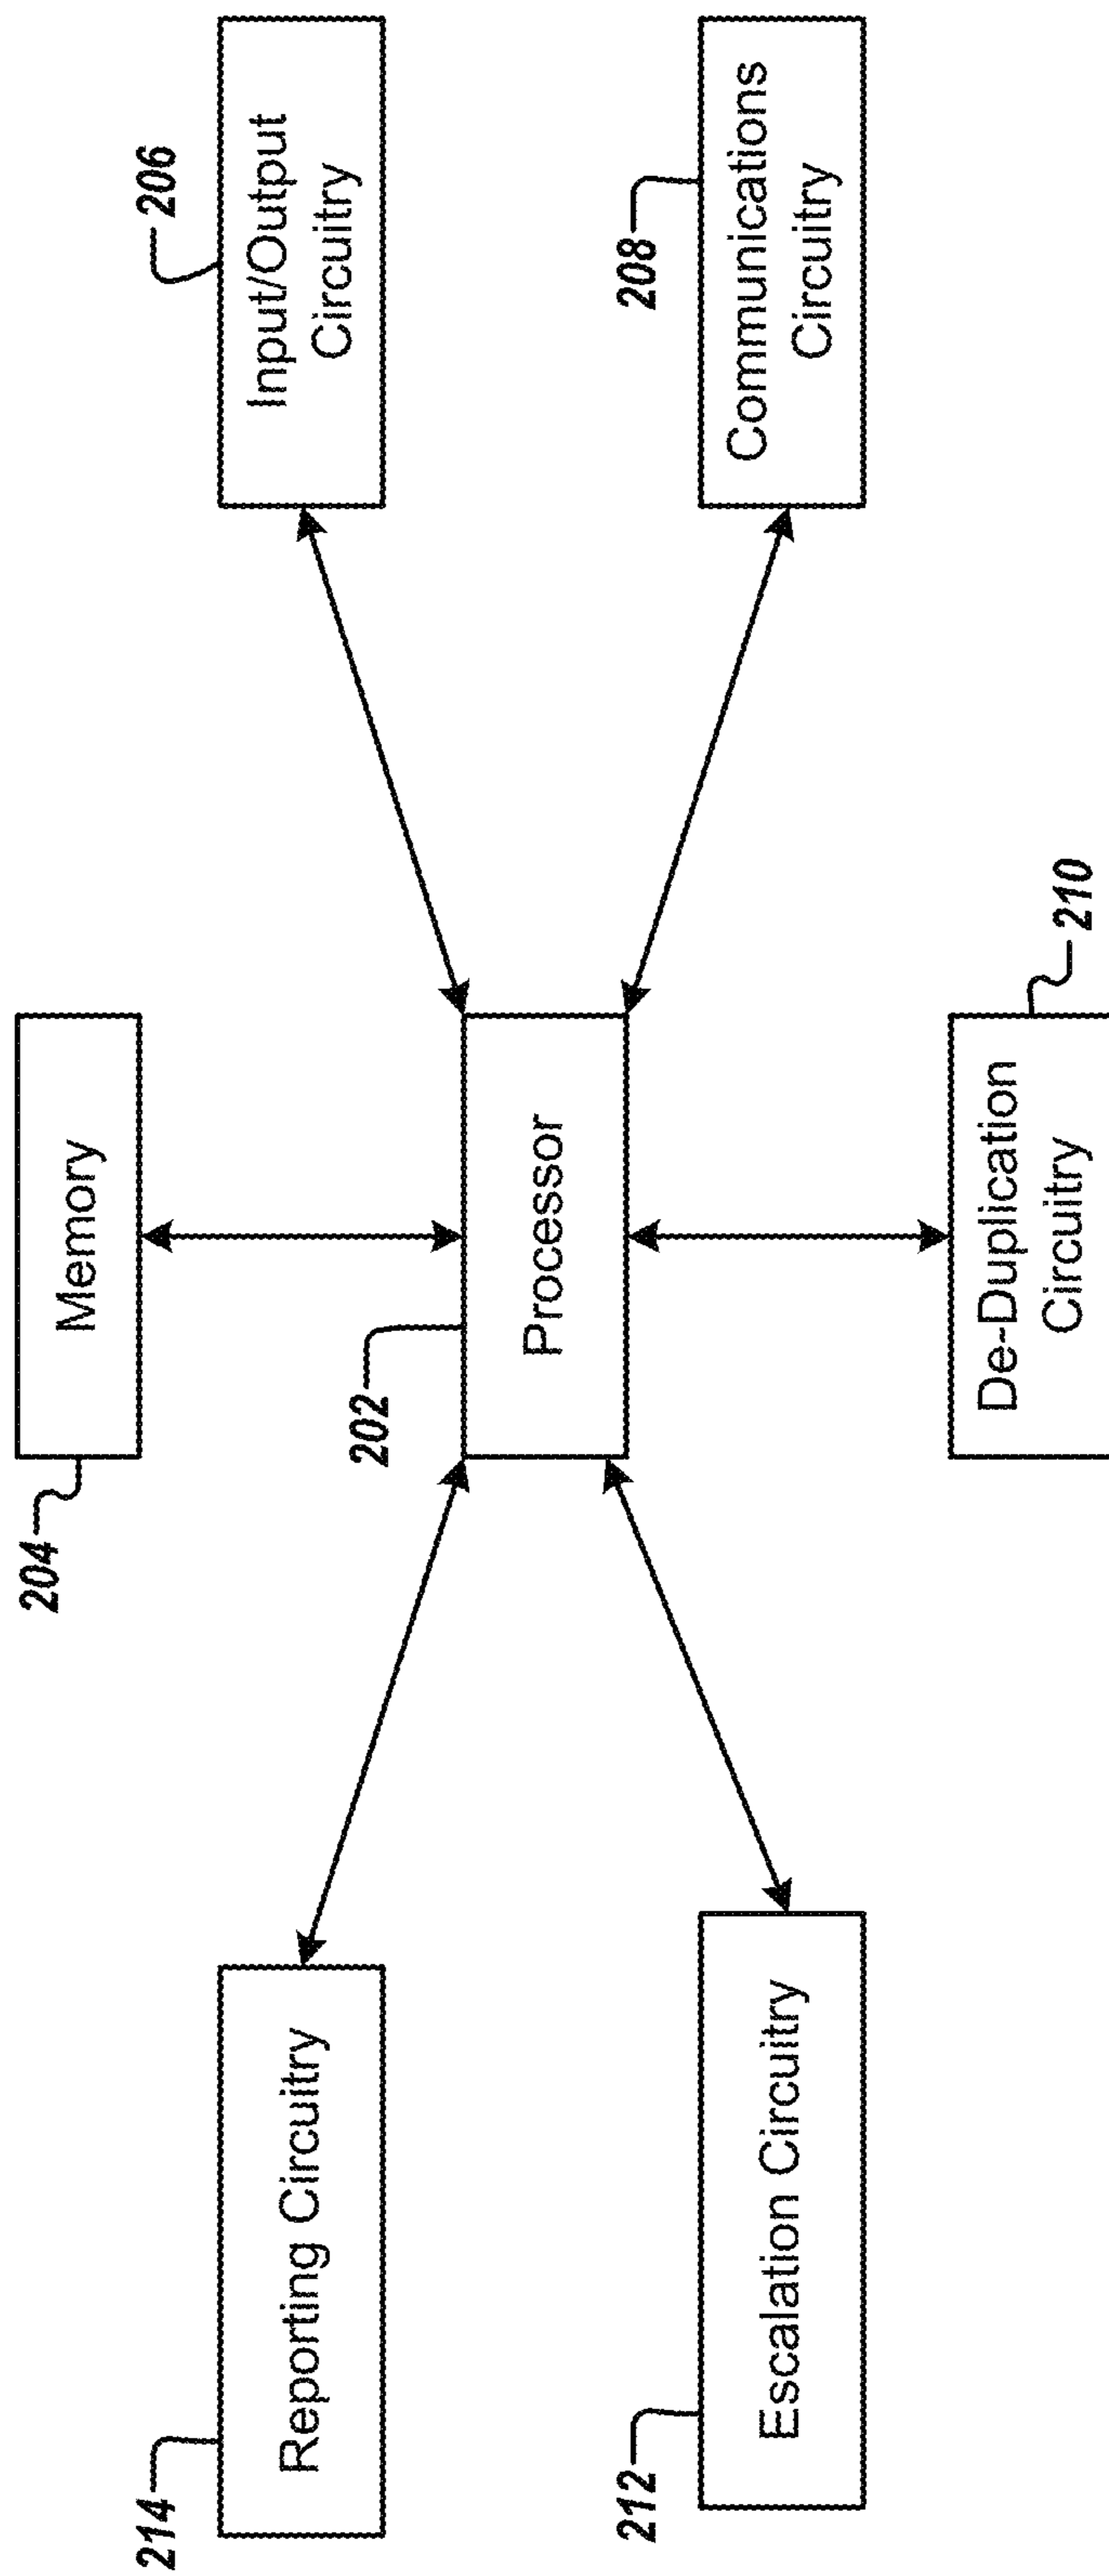 204
Memory
214
Reporting Circuitry
206
Input/Output
Circuitry
202
Processor
212
Escalation Circuitry
208
Communications
Circuitry
De-Duplication
Circuitry
210